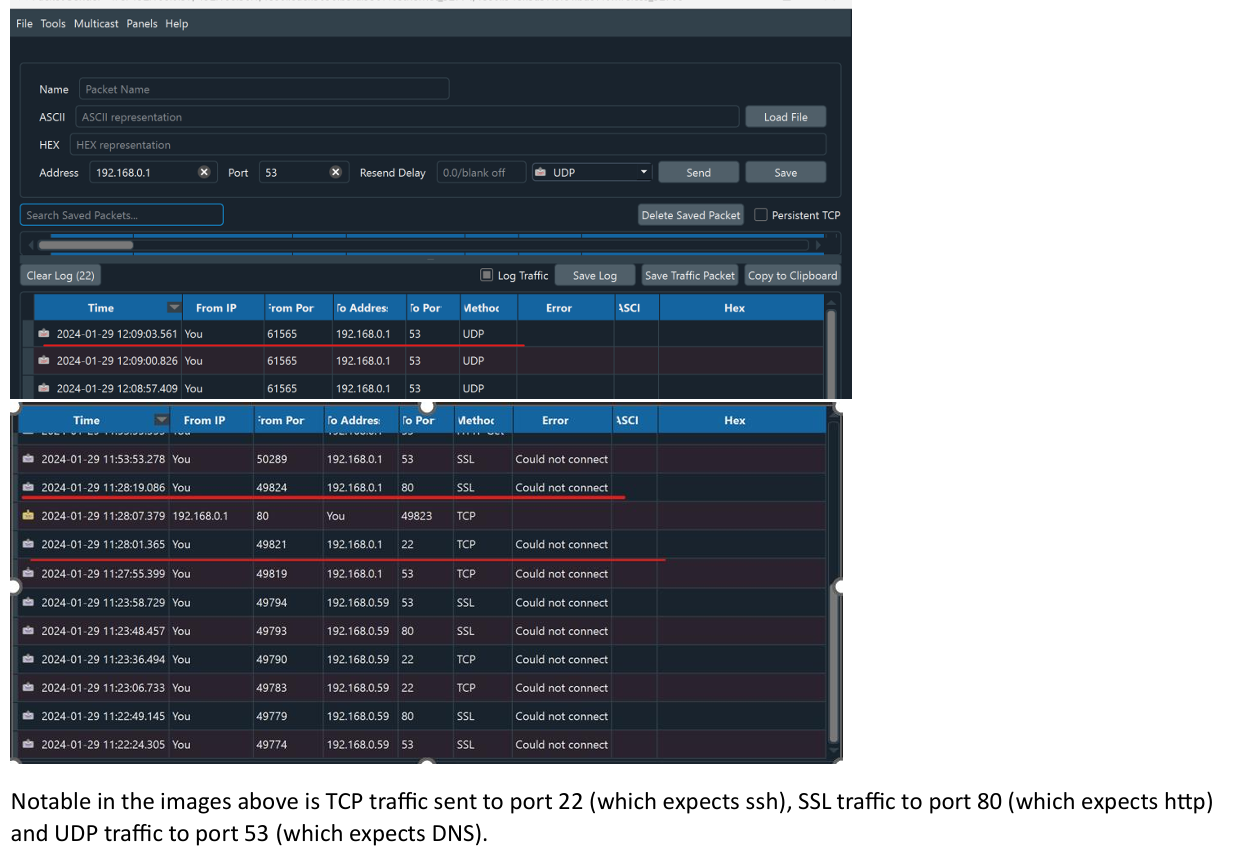 File Tools Multicast Panels Help
Name Packet Name
ASCII ASCII representation Load File
HEX HEX representation
Address 192.168.0.1 Port 53 Resend Delay 0.0/blank off UDP Send Save
Search Saved Packets... Delete Saved Packet Persistent TCP
Clear Log (22) Log Traffic Save Log Save Traffic Packet Copy to Clipboard
Time From IP From Por To Addres To Por Method Error ASCI Hex
2024-01-29 12:09:03.561 You 61565 192.168.0.1 53 UDP
2024-01-29 12:09:00.826 You 61565 192.168.0.1 53 UDP
2024-01-29 12:08:57.409 You 61565 192.168.0.1 53 UDP
Time From IP From Por To Addres To Por Method Error ASCI Hex
2024-01-29 11:53:53.278 You 50289 192.168.0.1 53 SSL Could not connect
2024-01-29 11:28:19.086 You 49824 192.168.0.1 80 SSL Could not connect
2024-01-29 11:28:07.379 192.168.0.1 80 You 49823 TCP
2024-01-29 11:28:01.365 You 49821 192.168.0.1 22 TCP Could not connect
2024-01-29 11:27:55.399 You 49819 192.168.0.1 53 TCP Could not connect
2024-01-29 11:23:58.729 You 49794 192.168.0.59 53 SSL Could not connect
2024-01-29 11:23:48.457 You 49793 192.168.0.59 80 SSL Could not connect
2024-01-29 11:23:36.494 You 49790 192.168.0.59 22 TCP Could not connect
2024-01-29 11:23:06.733 You 49783 192.168.0.59 22 TCP Could not connect
2024-01-29 11:22:49.145 You 49779 192.168.0.59 80 SSL Could not connect
2024-01-29 11:22:24.305 You 49774 192.168.0.59 53 SSL Could not connect
Notable in the images above is TCP traffic sent to port 22 (which expects ssh), SSL traffic to port 80 (which expects http)
and UDP traffic to port 53 (which expects DNS).